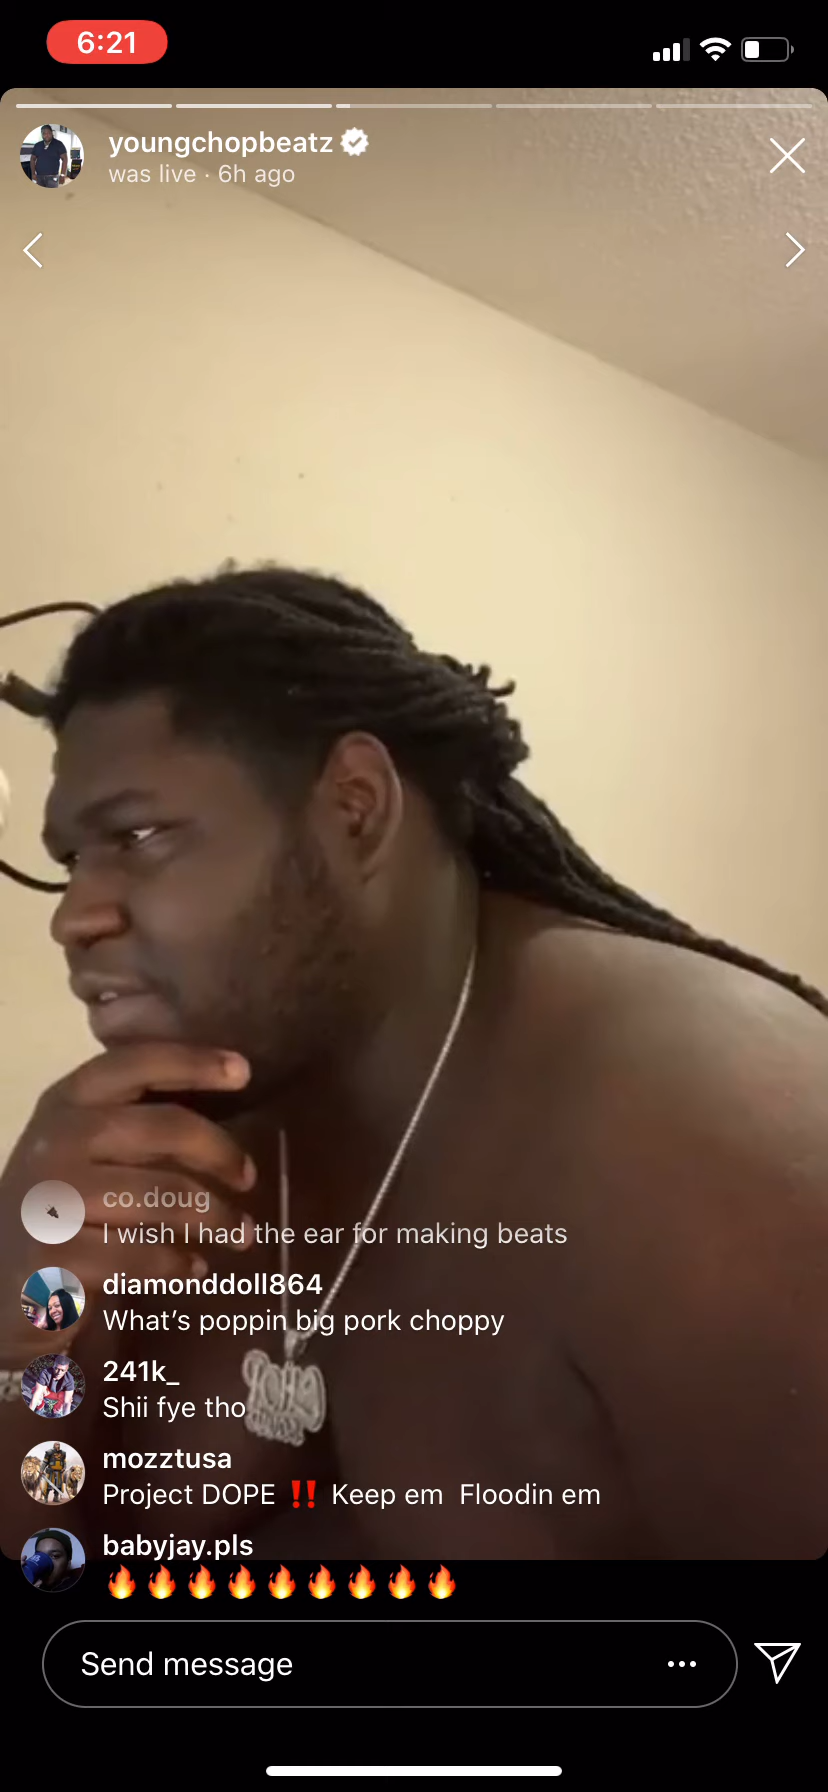 6:21
youngchopbeatz
was live · 6h ago
co.doug
I wish I had the ear for making beats
diamonddoll864
What's poppin big pork choppy
241k_
Shii fye tho
mozztusa
Project DOPE ‼️ Keep em  Floodin em
babyjay.pls
🔥🔥🔥🔥🔥🔥🔥🔥🔥
Send message
YOUNG